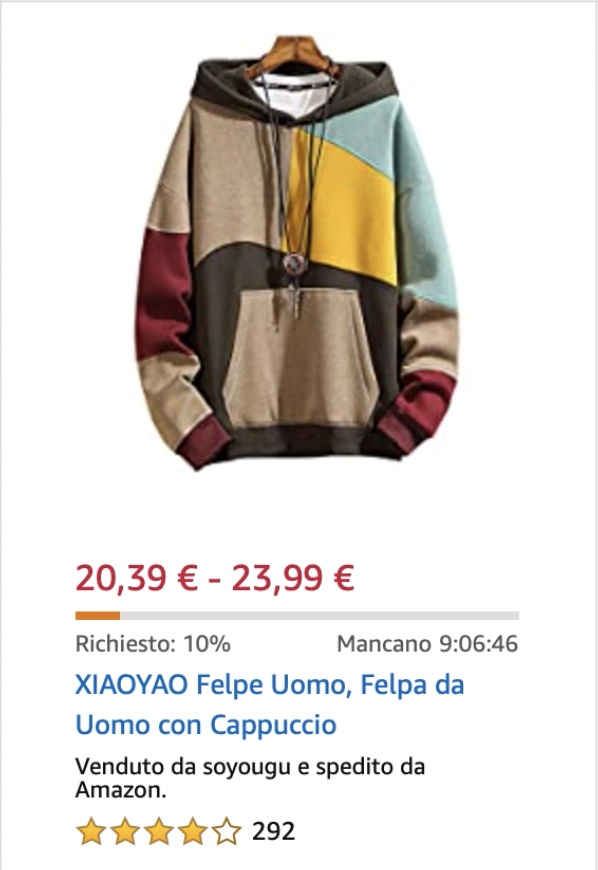 20,39 € - 23,99 €
Richiesto: 10% Mancano 9:06:46
XIAOYAO Felpe Uomo, Felpa da
Uomo con Cappuccio
Venduto da soyougu e spedito da
Amazon.
292